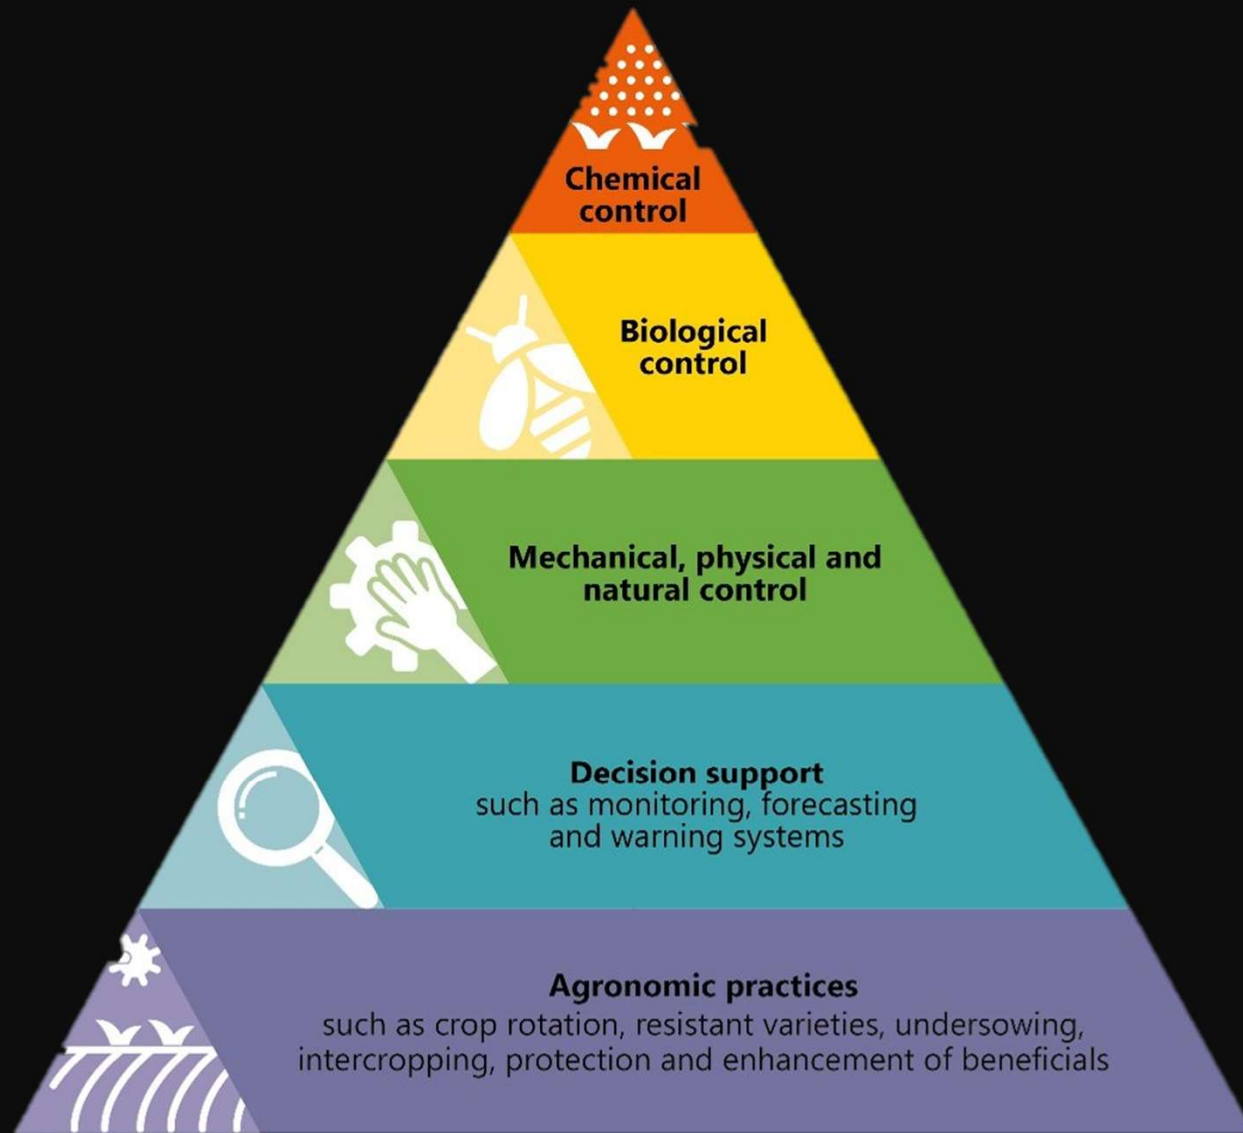 Chemical
control
Biological
control
Mechanical, physical and
natural control
Decision support
such as monitoring, forecasting
and warning systems
Agronomic practices
such as crop rotation, resistant varieties, undersowing,
intercropping, protection and enhancement of beneficials